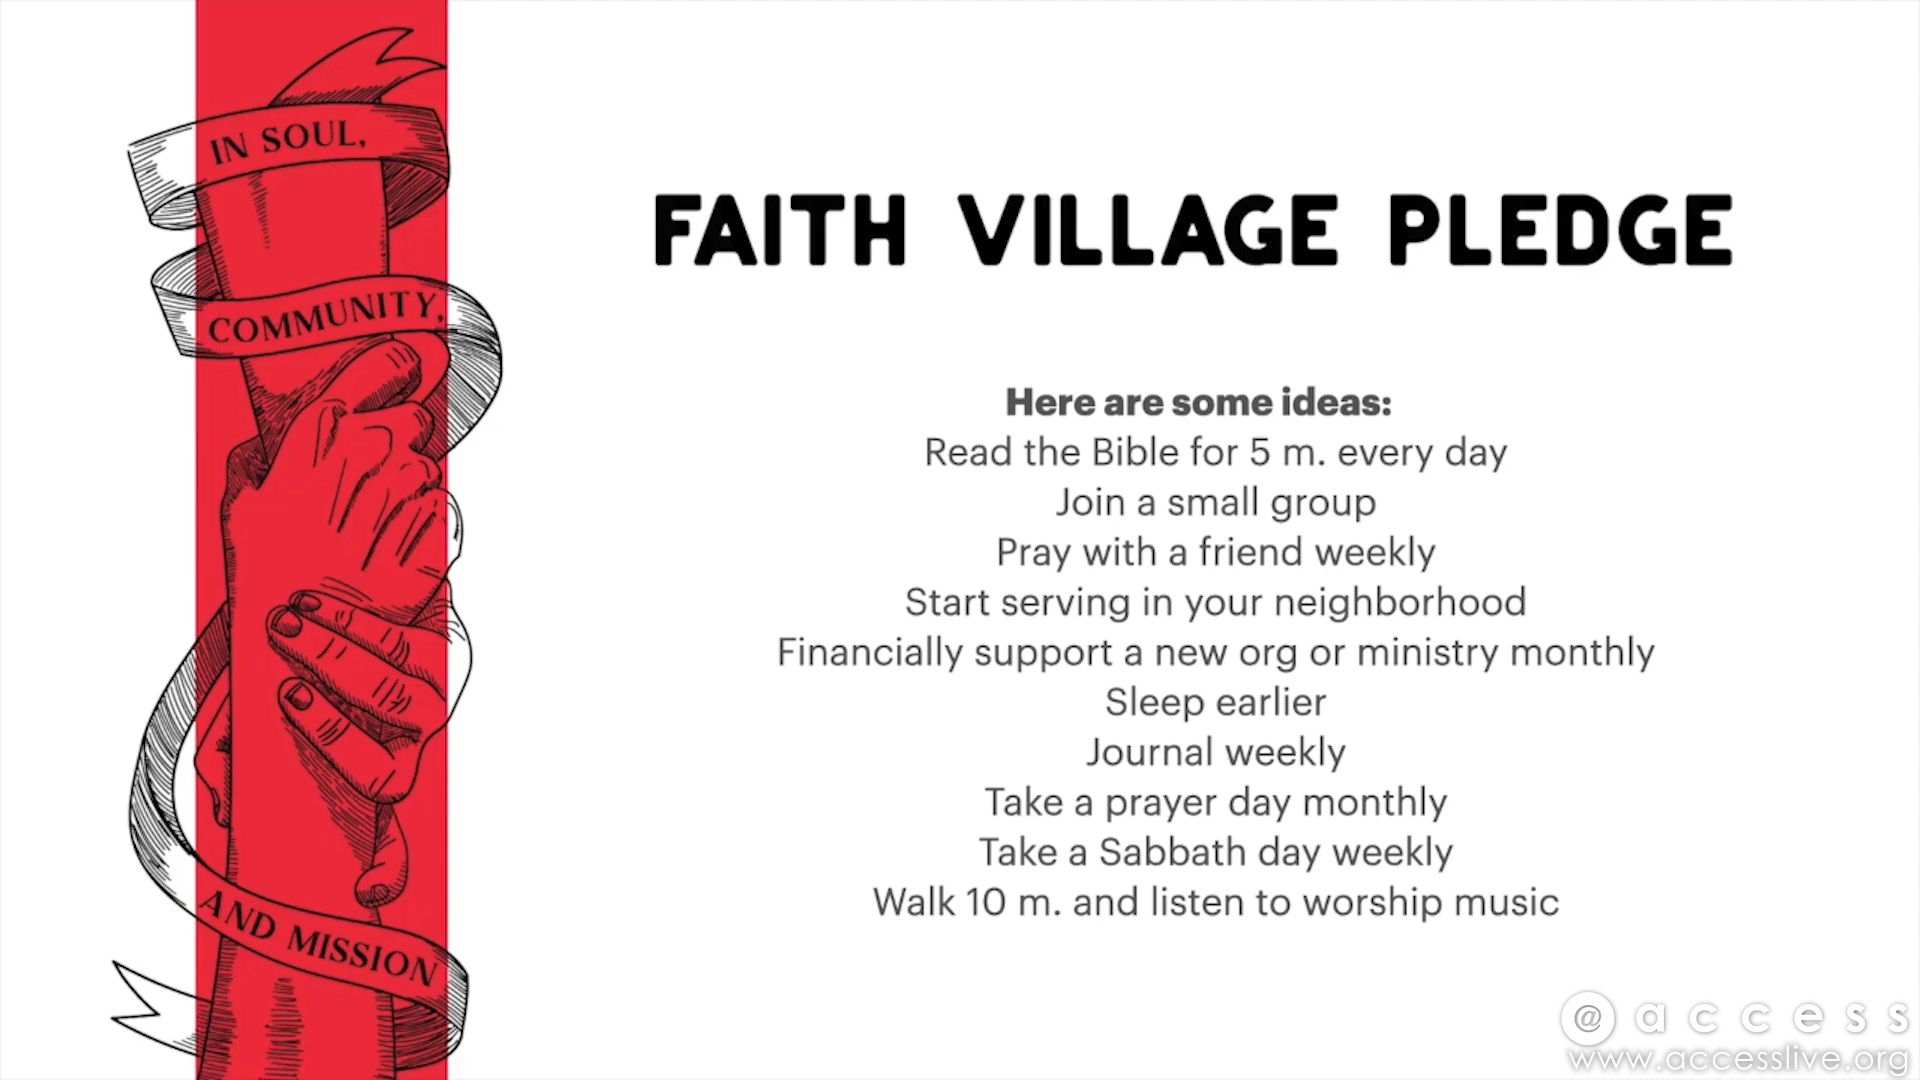 IN SOUL,
COMMUNITY,
AND MISSION
FAITH VILLAGE PLEDGE
Here are some ideas:
Read the Bible for 5 m. every day
Join a small group
Pray with a friend weekly
Start serving in your neighborhood
Financially support a new org or ministry monthly
Sleep earlier
Journal weekly
Take a prayer day monthly
Take a Sabbath day weekly
Walk 10 m. and listen to worship music
@access
www.accesslive.org